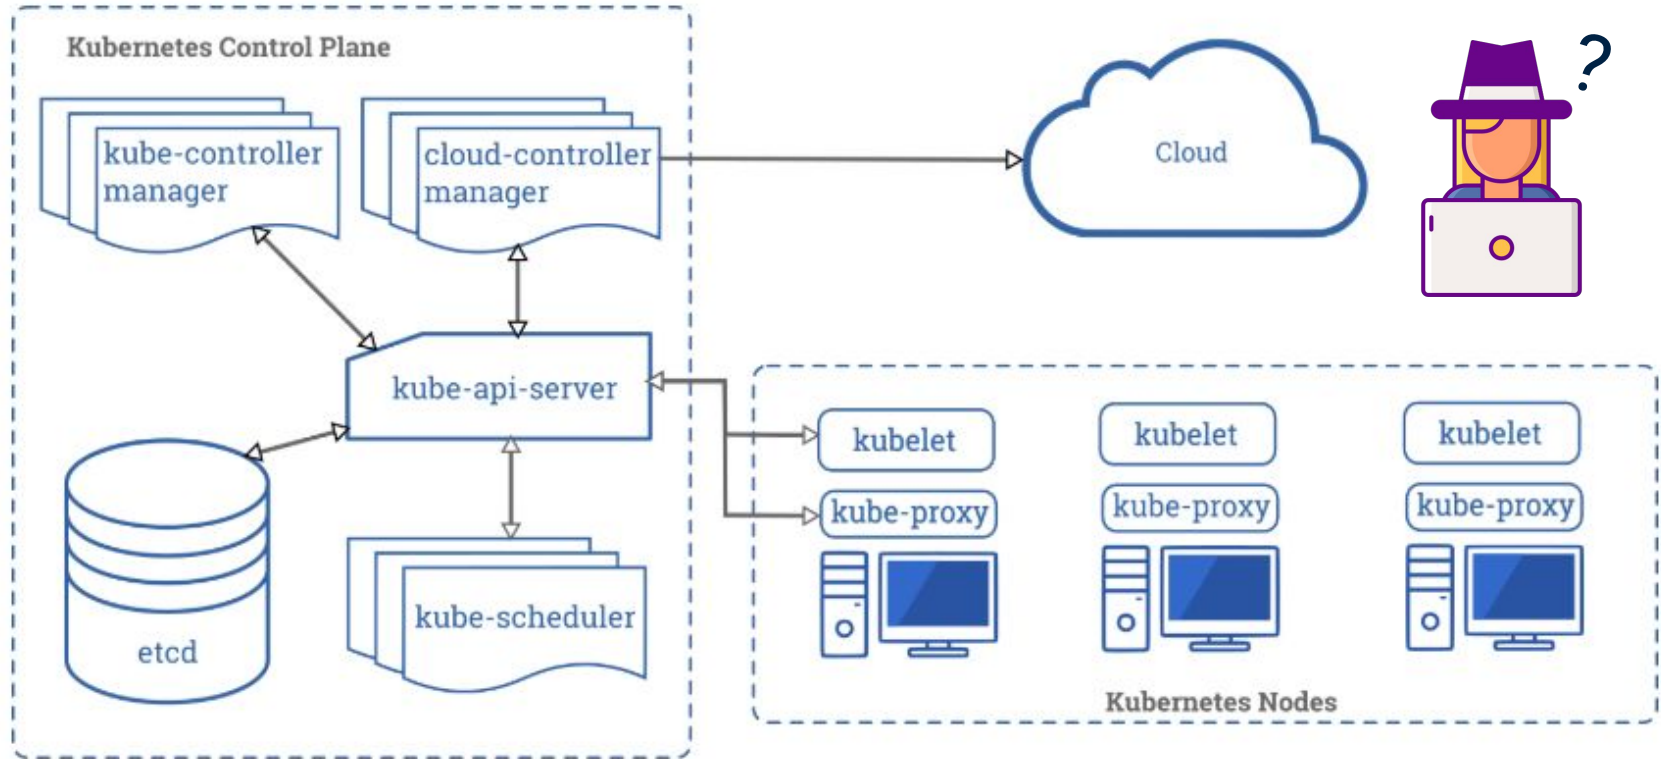 Kubernetes Control Plane
kube-controller
manager
cloud-controller
manager
Cloud
?
kube-api-server
kubelet
kubelet
kubelet
kube-proxy
kube-proxy
kube-proxy
kube-scheduler
etcd
Kubernetes Nodes